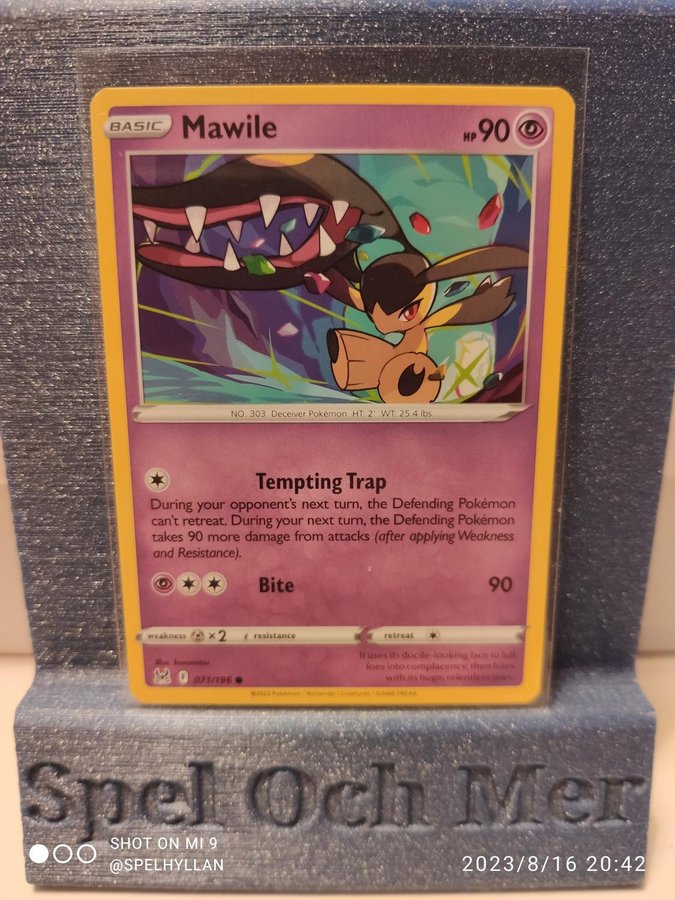 BASIC Mawile HP 90
NO. 303 Deceiver Pokémon HT: 2' WT: 25.4 lbs.
Tempting Trap
During your opponent's next turn, the Defending Pokémon
can't retreat. During your next turn, the Defending Pokémon
takes 90 more damage from attacks (after applying Weakness
and Resistance).
Bite 90
weakness ×2 resistance retreat
Illus. kurumitsu
It uses its docile-looking face to lull
foes into complacency, then bites
with its huge, relentless jaws.
F 071/196
©2022 Pokémon / Nintendo / Creatures / GAME FREAK
Spel Och Mer
SHOT ON MI 9
@SPELHYLLAN
2023/8/16 20:42